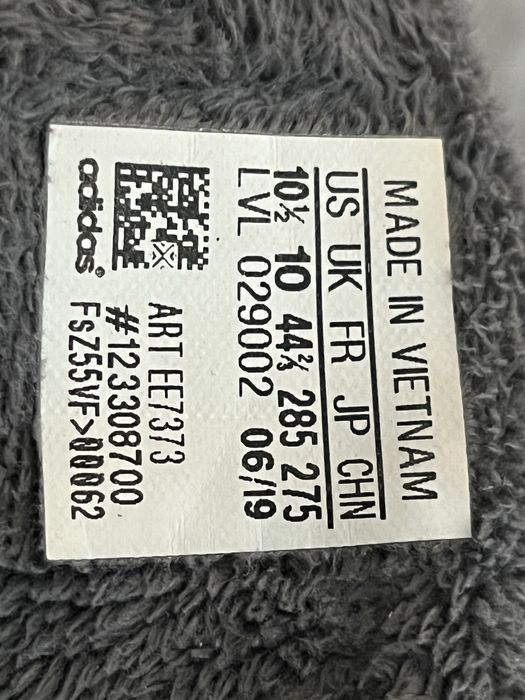 MADE IN VIETNAM
US UK FR JP CHN
10½ 10 44⅔ 285 275
LVL 029002 06/19
ART EE7373
#123308700
FsZ55VF>00062
adidas®